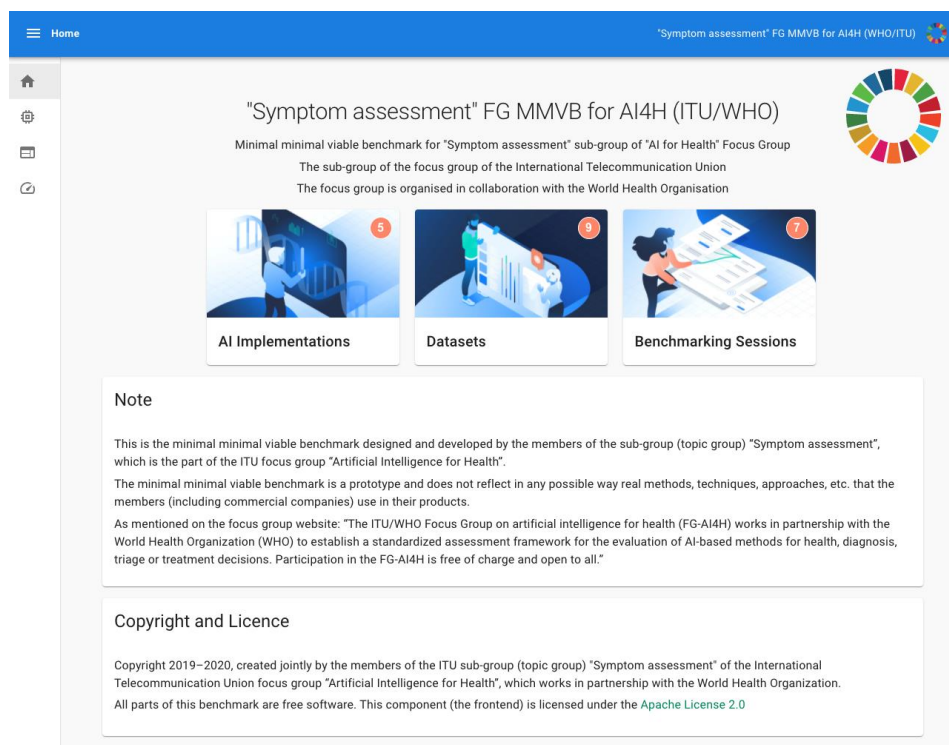 Home
"Symptom assessment" FG MMVB for AI4H (WHO/ITU)
"Symptom assessment" FG MMVB for AI4H (ITU/WHO)
Minimal minimal viable benchmark for "Symptom assessment" sub-group of "AI for Health" Focus Group
The sub-group of the focus group of the International Telecommunication Union
The focus group is organised in collaboration with the World Health Organisation
5
9
7
AI Implementations
Datasets
Benchmarking Sessions
Note
This is the minimal minimal viable benchmark designed and developed by the members of the sub-group (topic group) “Symptom assessment”,
which is the part of the ITU focus group “Artificial Intelligence for Health”.
The minimal minimal viable benchmark is a prototype and does not reflect in any possible way real methods, techniques, approaches, etc. that the
members (including commercial companies) use in their products.
As mentioned on the focus group website: “The ITU/WHO Focus Group on artificial intelligence for health (FG-AI4H) works in partnership with the
World Health Organization (WHO) to establish a standardized assessment framework for the evaluation of AI-based methods for health, diagnosis,
triage or treatment decisions. Participation in the FG-AI4H is free of charge and open to all.”
Copyright and Licence
Copyright 2019–2020, created jointly by the members of the ITU sub-group (topic group) "Symptom assessment" of the International
Telecommunication Union focus group “Artificial Intelligence for Health”, which works in partnership with the World Health Organization.
All parts of this benchmark are free software. This component (the frontend) is licensed under the Apache License 2.0